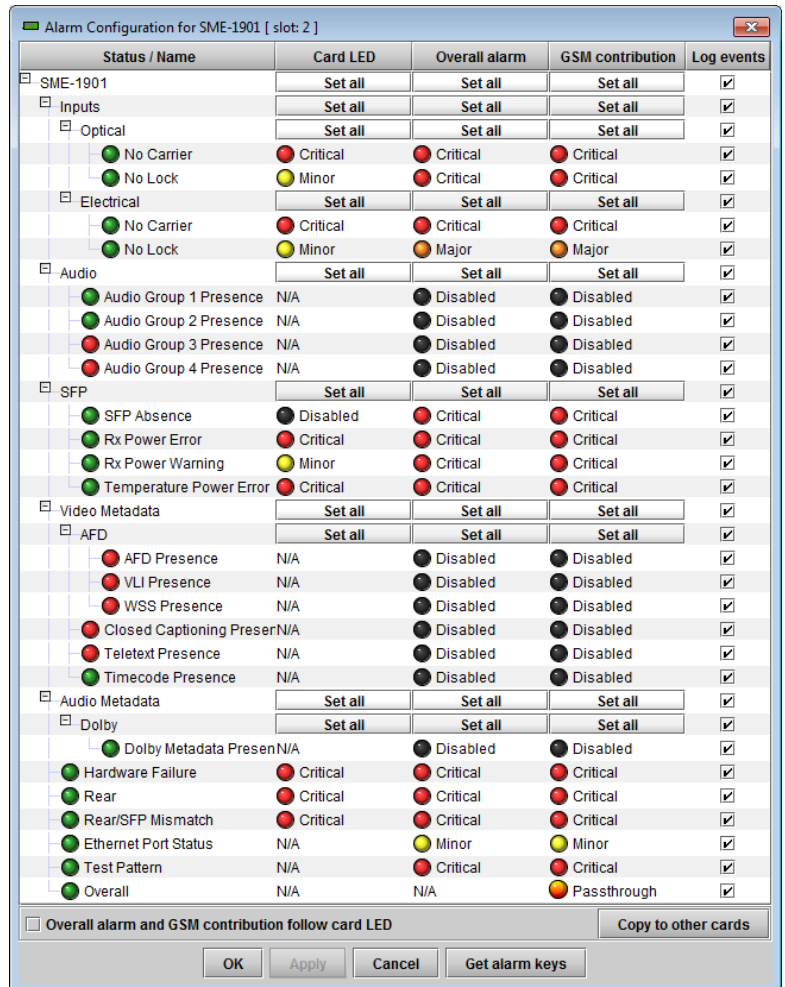 Alarm Configuration for SME-1901 [ slot: 2 ]
Status / Name Card LED Overall alarm GSM contribution Log events
SME-1901 Set all Set all Set all
Inputs Set all Set all Set all
Optical Set all Set all Set all
No Carrier Critical Critical Critical
No Lock Minor Critical Critical
Electrical Set all Set all Set all
No Carrier Critical Critical Critical
No Lock Minor Major Major
Audio Set all Set all Set all
Audio Group 1 Presence N/A Disabled Disabled
Audio Group 2 Presence N/A Disabled Disabled
Audio Group 3 Presence N/A Disabled Disabled
Audio Group 4 Presence N/A Disabled Disabled
SFP Set all Set all Set all
SFP Absence Disabled Critical Critical
Rx Power Error Critical Critical Critical
Rx Power Warning Minor Critical Critical
Temperature Power Error Critical Critical Critical
Video Metadata Set all Set all Set all
AFD Set all Set all Set all
AFD Presence N/A Disabled Disabled
VLI Presence N/A Disabled Disabled
WSS Presence N/A Disabled Disabled
Closed Captioning Presen N/A Disabled Disabled
Teletext Presence N/A Disabled Disabled
Timecode Presence N/A Disabled Disabled
Audio Metadata Set all Set all Set all
Dolby Set all Set all Set all
Dolby Metadata Presen N/A Disabled Disabled
Hardware Failure Critical Critical Critical
Rear Critical Critical Critical
Rear/SFP Mismatch Critical Critical Critical
Ethernet Port Status N/A Minor Minor
Test Pattern N/A Critical Critical
Overall N/A N/A Passthrough
Overall alarm and GSM contribution follow card LED Copy to other cards
OK Apply Cancel Get alarm keys